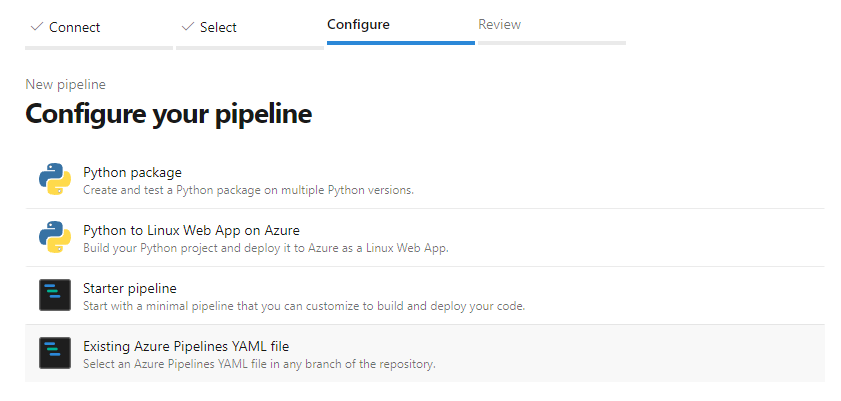 Connect
Select
Configure
Review
New pipeline
Configure your pipeline
Python package
Create and test a Python package on multiple Python versions.
Python to Linux Web App on Azure
Build your Python project and deploy it to Azure as a Linux Web App.
Starter pipeline
Start with a minimal pipeline that you can customize to build and deploy your code.
Existing Azure Pipelines YAML file
Select an Azure Pipelines YAML file in any branch of the repository.